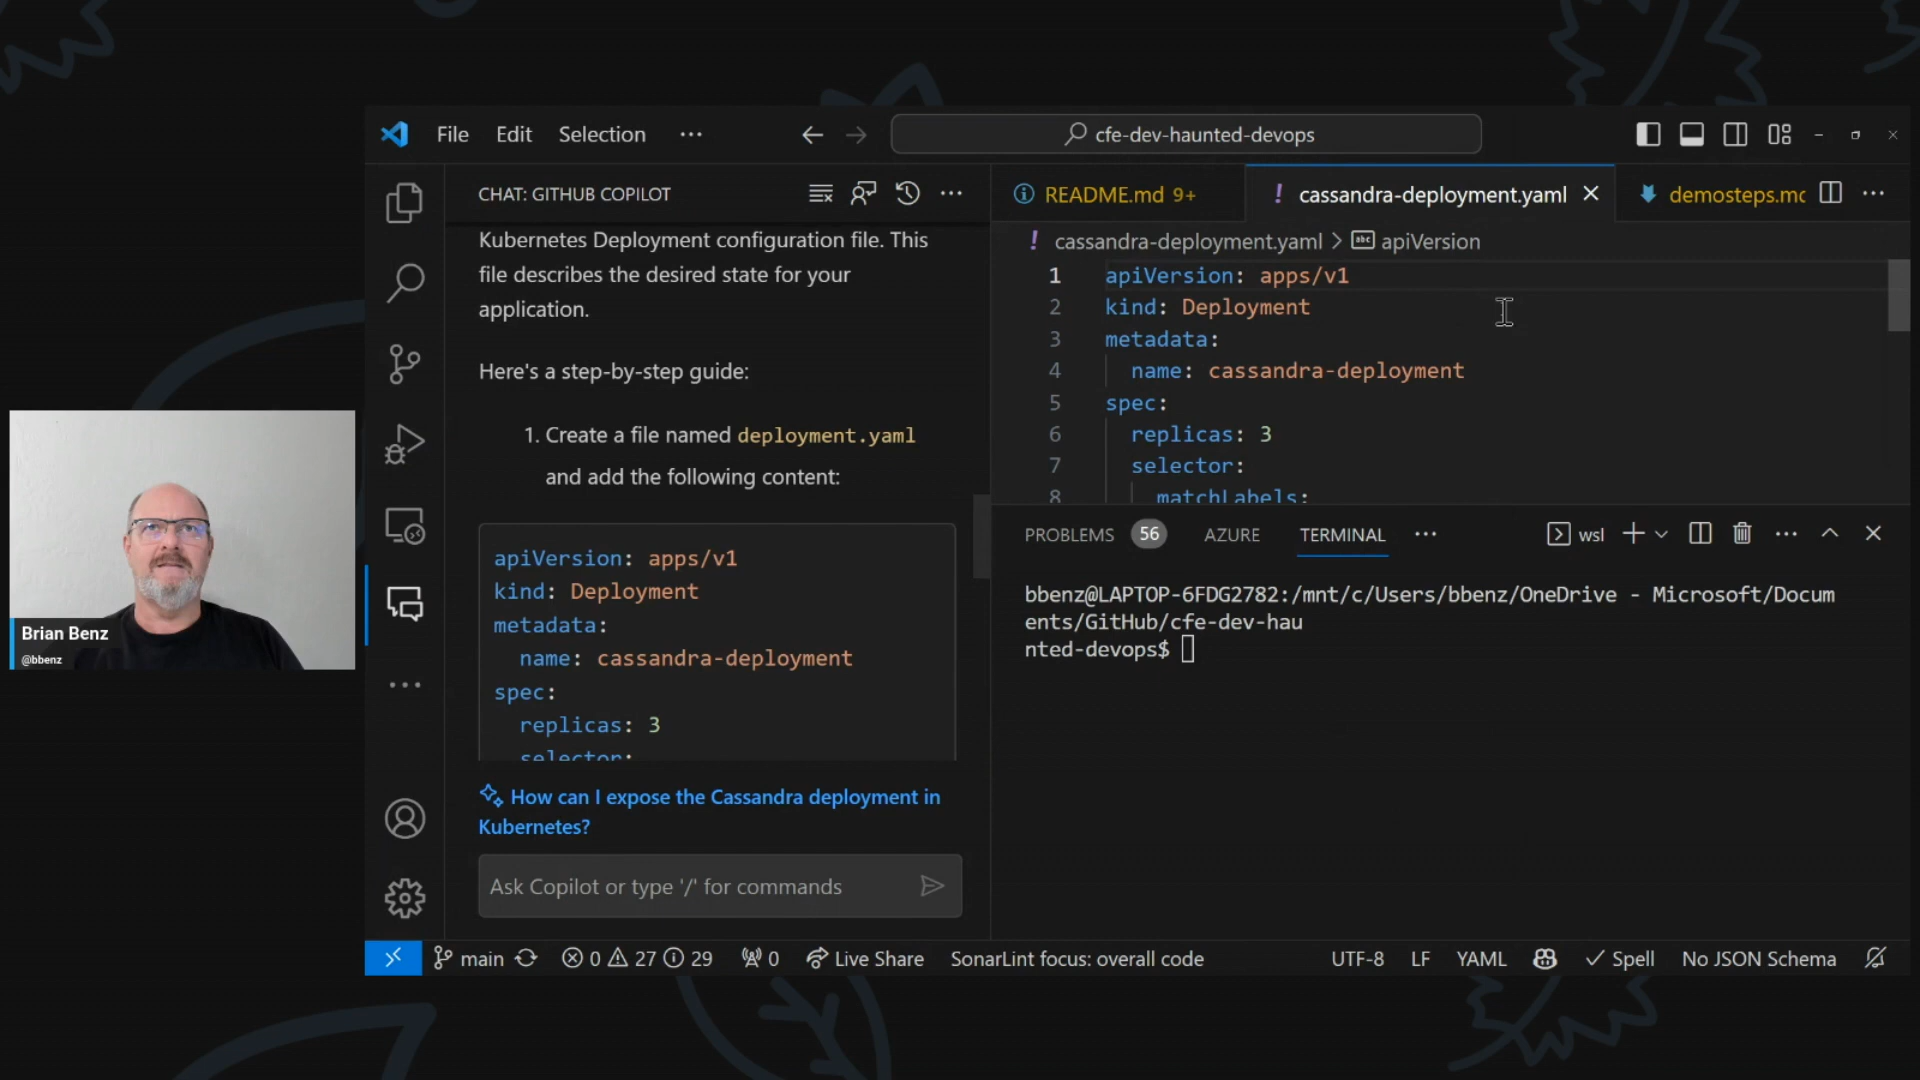 File Edit Selection ···
cfe-dev-haunted-devops
CHAT: GITHUB COPILOT
Kubernetes Deployment configuration file. This
file describes the desired state for your
application.
Here's a step-by-step guide:
1. Create a file named deployment.yaml
and add the following content:
apiVersion: apps/v1
kind: Deployment
metadata:
name: cassandra-deployment
spec:
replicas: 3
selector:
How can I expose the Cassandra deployment in
Kubernetes?
Ask Copilot or type '/' for commands
README.md 9+
! cassandra-deployment.yaml
demosteps.mc
! cassandra-deployment.yaml > abc apiVersion
1 apiVersion: apps/v1
2 kind: Deployment
3 metadata:
4 name: cassandra-deployment
5 spec:
6 replicas: 3
7 selector:
8 matchLabels:
PROBLEMS 56 AZURE TERMINAL ···
wsl
bbenz@LAPTOP-6FDG2782:/mnt/c/Users/bbenz/OneDrive - Microsoft/Docum
ents/GitHub/cfe-dev-hau
nted-devops$
Brian Benz
@bbenz
main 0 27 29 0 Live Share SonarLint focus: overall code UTF-8 LF YAML Spell No JSON Schema